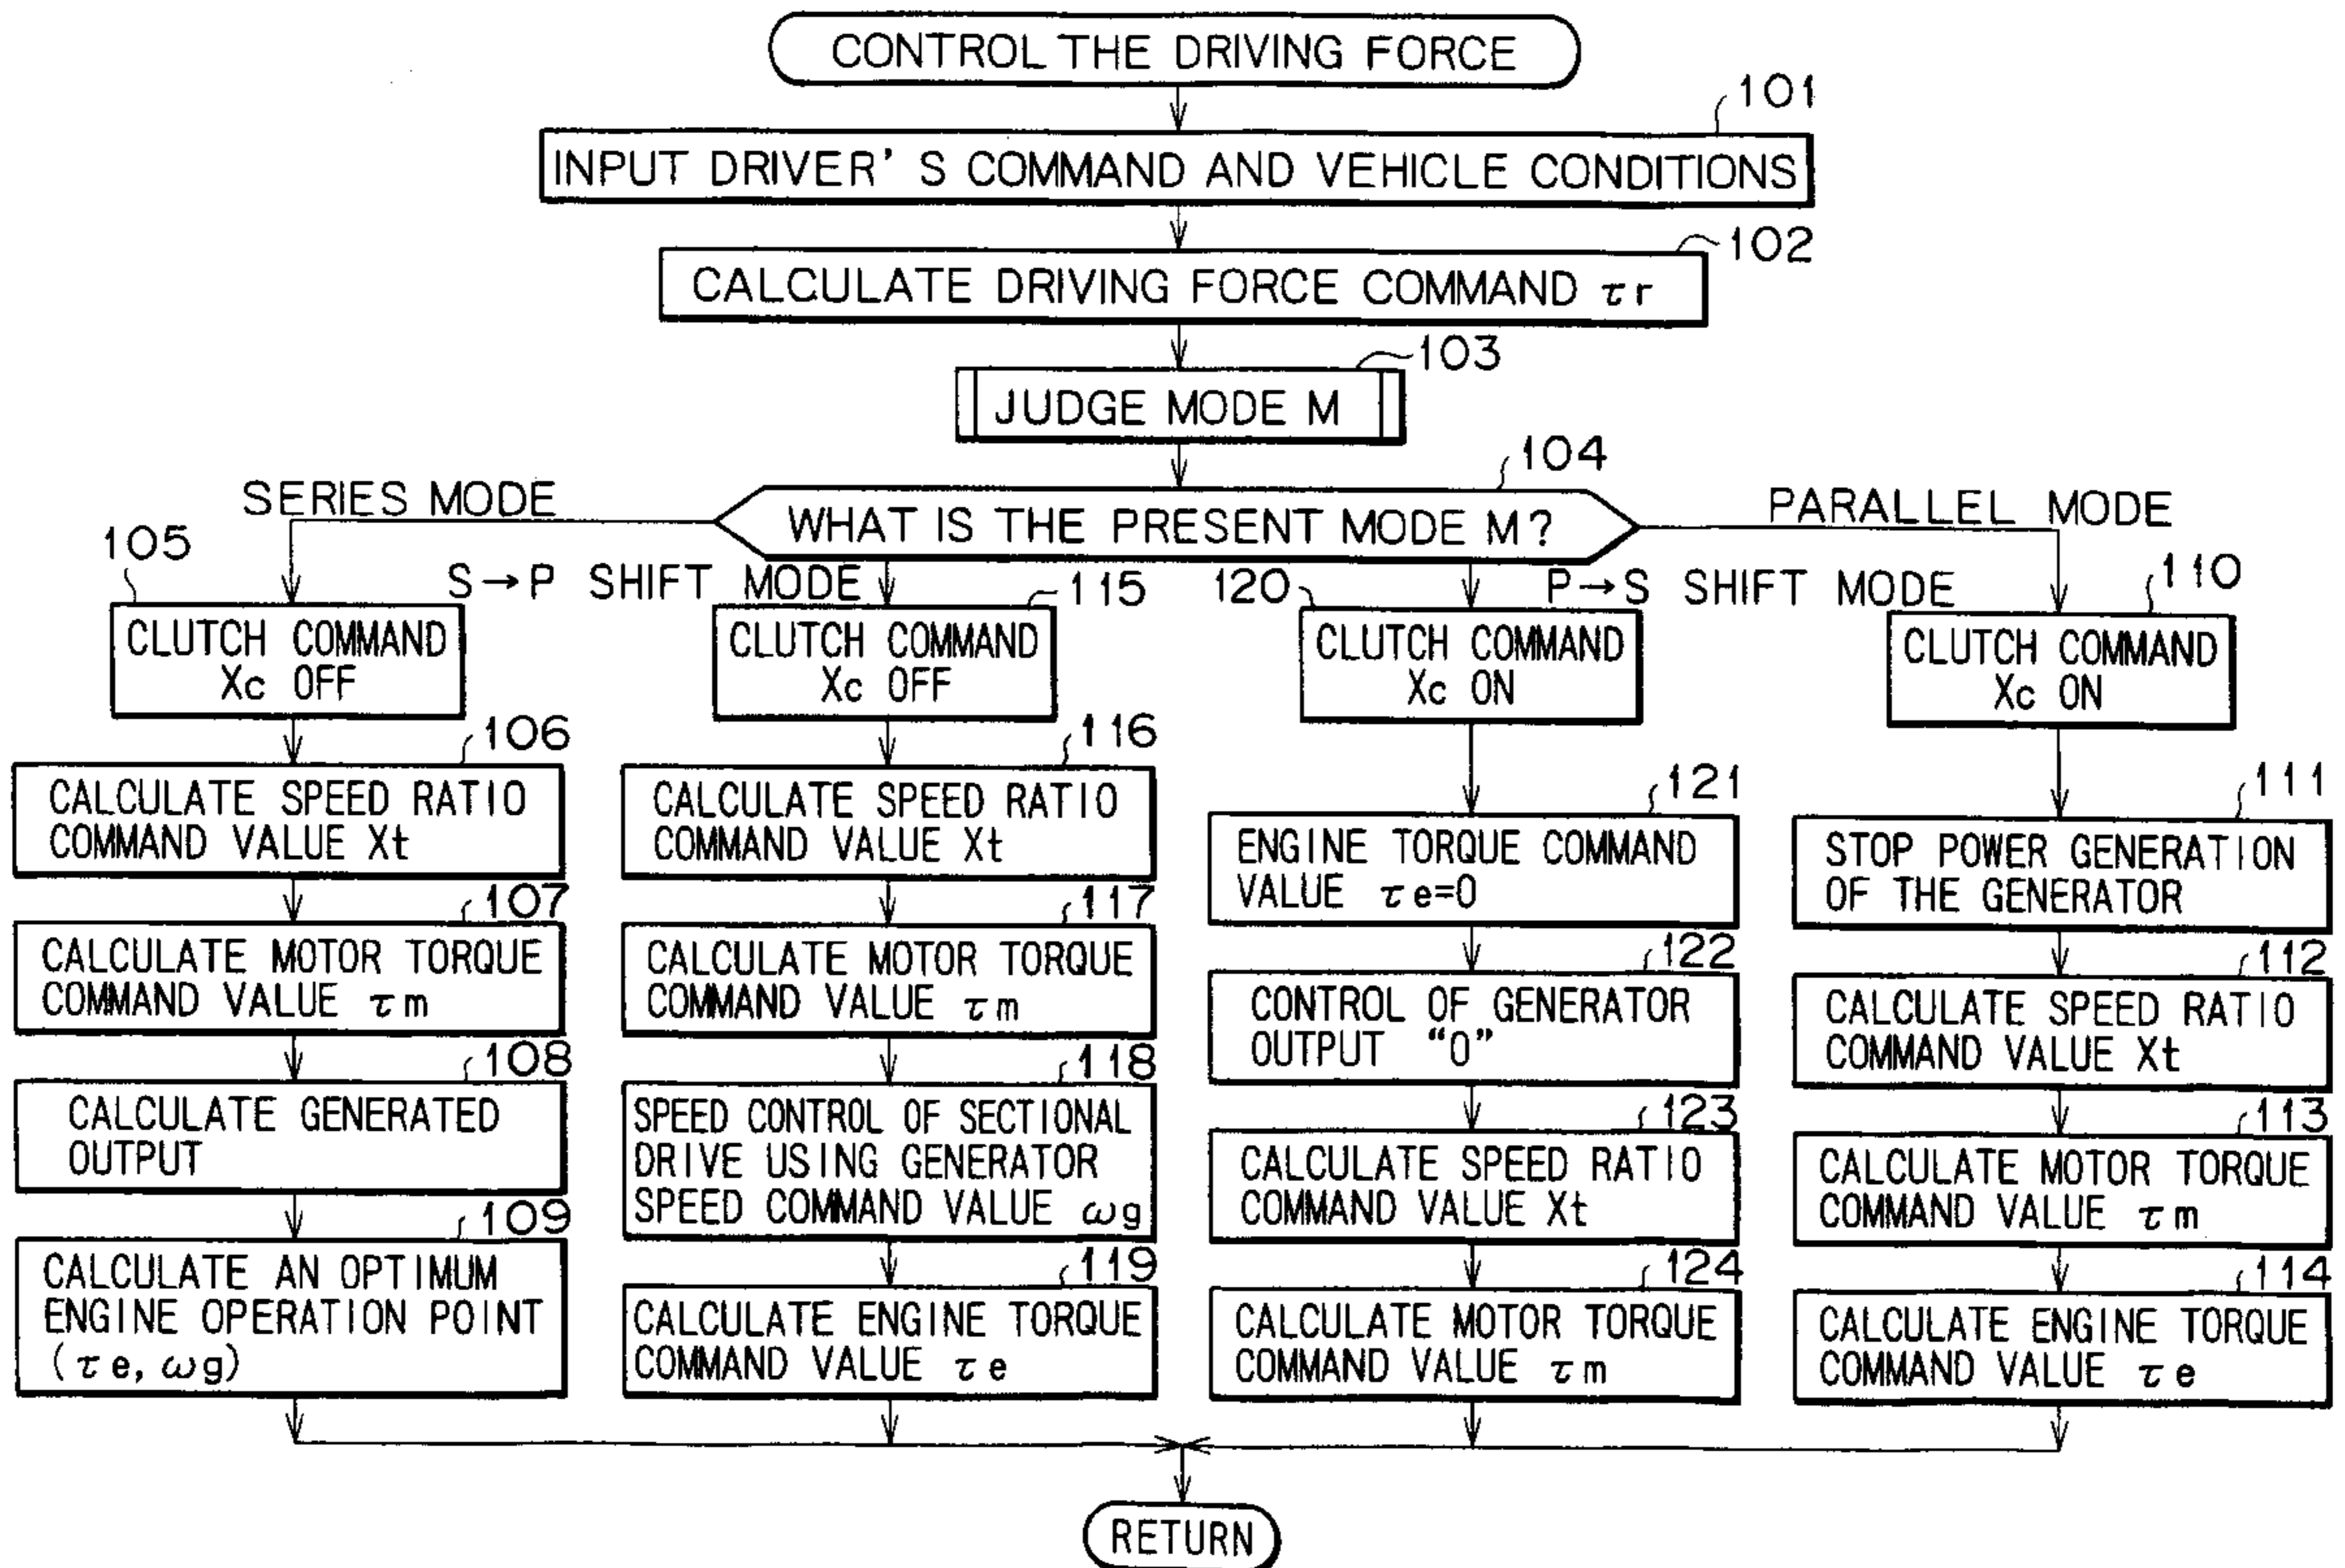 CONTROL THE DRIVING FORCE
101
INPUT DRIVER'S COMMAND AND VEHICLE CONDITIONS
102
CALCULATE DRIVING FORCE COMMAND τr
103
JUDGE MODE M
104
WHAT IS THE PRESENT MODE M?
SERIES MODE
105
CLUTCH COMMAND
Xc OFF
106
CALCULATE SPEED RATIO
COMMAND VALUE Xt
107
CALCULATE MOTOR TORQUE
COMMAND VALUE τm
108
CALCULATE GENERATED
OUTPUT
109
CALCULATE AN OPTIMUM
ENGINE OPERATION POINT
(τe, ωg)
S→P SHIFT MODE
115
CLUTCH COMMAND
Xc OFF
116
CALCULATE SPEED RATIO
COMMAND VALUE Xt
117
CALCULATE MOTOR TORQUE
COMMAND VALUE τm
118
SPEED CONTROL OF SECTIONAL
DRIVE USING GENERATOR
SPEED COMMAND VALUE ωg
119
CALCULATE ENGINE TORQUE
COMMAND VALUE τe
P→S SHIFT MODE
120
CLUTCH COMMAND
Xc ON
121
ENGINE TORQUE COMMAND
VALUE τe=0
122
CONTROL OF GENERATOR
OUTPUT “0”
123
CALCULATE SPEED RATIO
COMMAND VALUE Xt
124
CALCULATE MOTOR TORQUE
COMMAND VALUE τm
PARALLEL MODE
110
CLUTCH COMMAND
Xc ON
111
STOP POWER GENERATION
OF THE GENERATOR
112
CALCULATE SPEED RATIO
COMMAND VALUE Xt
113
CALCULATE MOTOR TORQUE
COMMAND VALUE τm
114
CALCULATE ENGINE TORQUE
COMMAND VALUE τe
RETURN